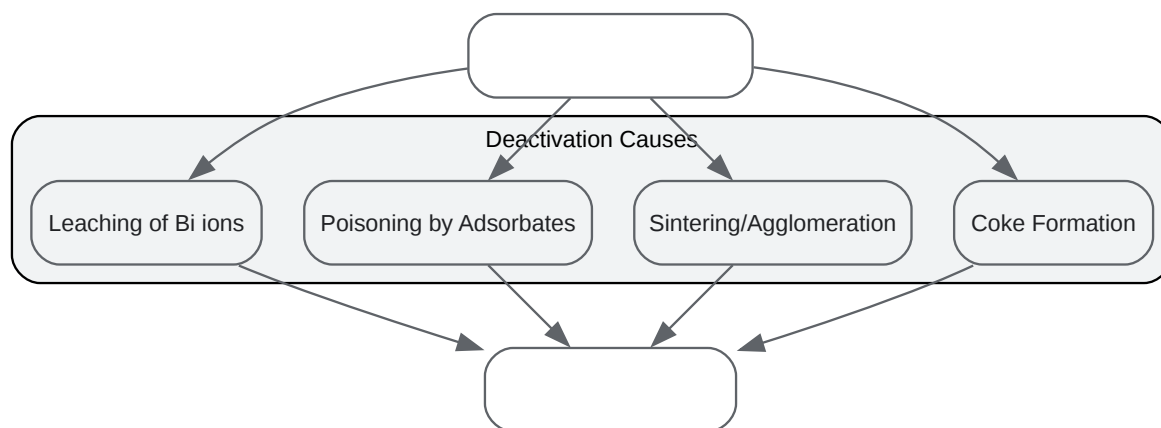 Deactivation Causes
Leaching of Bi ions
Poisoning by Adsorbates
Sintering/Agglomeration
Coke Formation